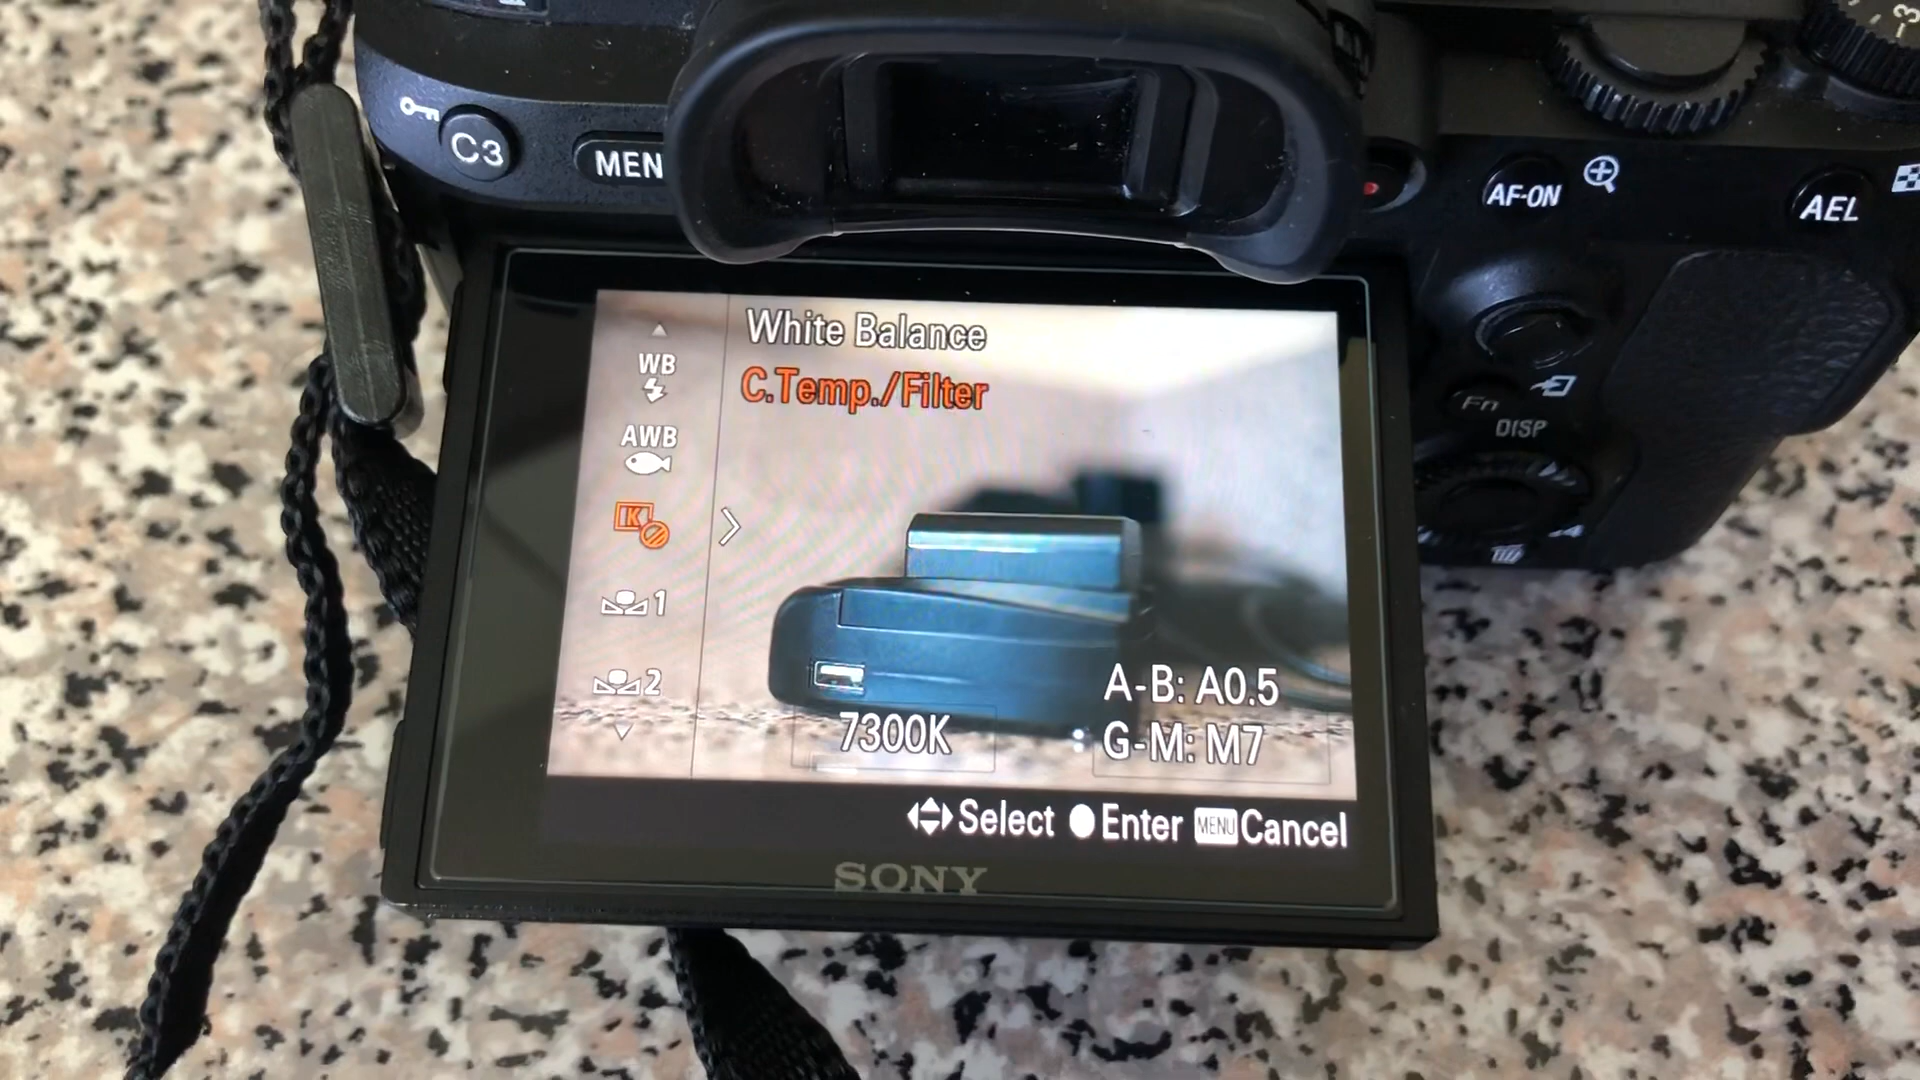 C3
MEN
AF-ON
AEL
Fn
DISP
White Balance
C.Temp./Filter
WB
AWB
K
1
2
7300K
A-B: A0.5
G-M: M7
Select Enter MENU Cancel
SONY